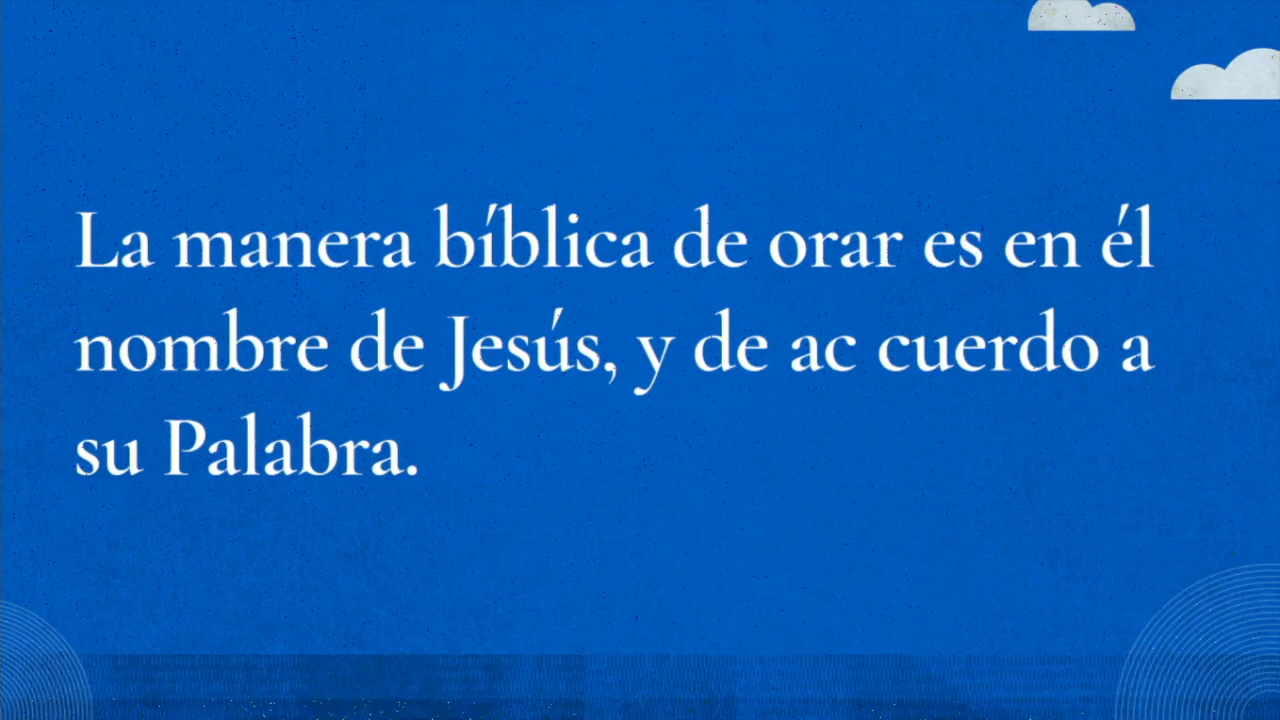 La manera bíblica de orar es en él
nombre de Jesús, y de ac cuerdo a
su Palabra.